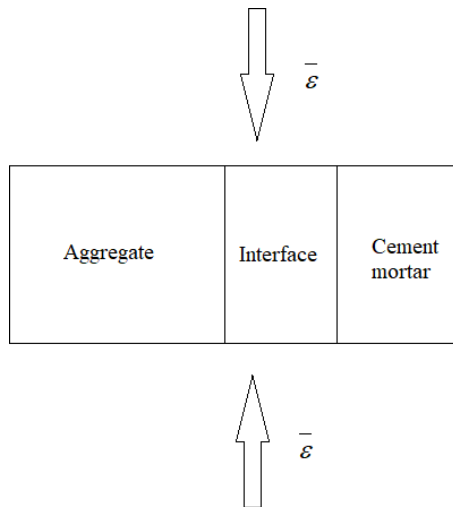 ε̅
Aggregate
Interface
Cement
mortar
ε̅